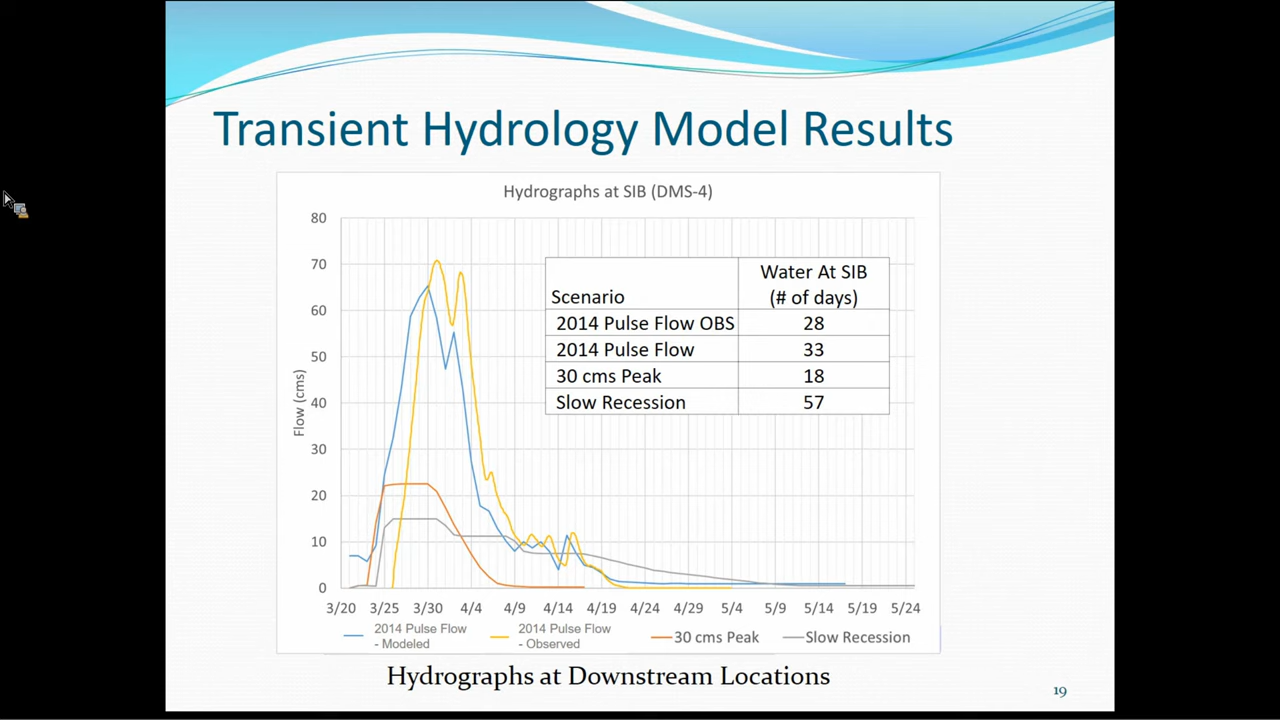 Transient Hydrology Model Results
Hydrographs at SIB (DMS-4)
80
70
60
50
40
30
20
10
0
Flow (cms)
Scenario
Water At SIB
(# of days)
2014 Pulse Flow OBS 28
2014 Pulse Flow 33
30 cms Peak 18
Slow Recession 57
3/20 3/25 3/30 4/4 4/9 4/14 4/19 4/24 4/29 5/4 5/9 5/14 5/19 5/24
2014 Pulse Flow
- Modeled
2014 Pulse Flow
- Observed
30 cms Peak
Slow Recession
Hydrographs at Downstream Locations
19